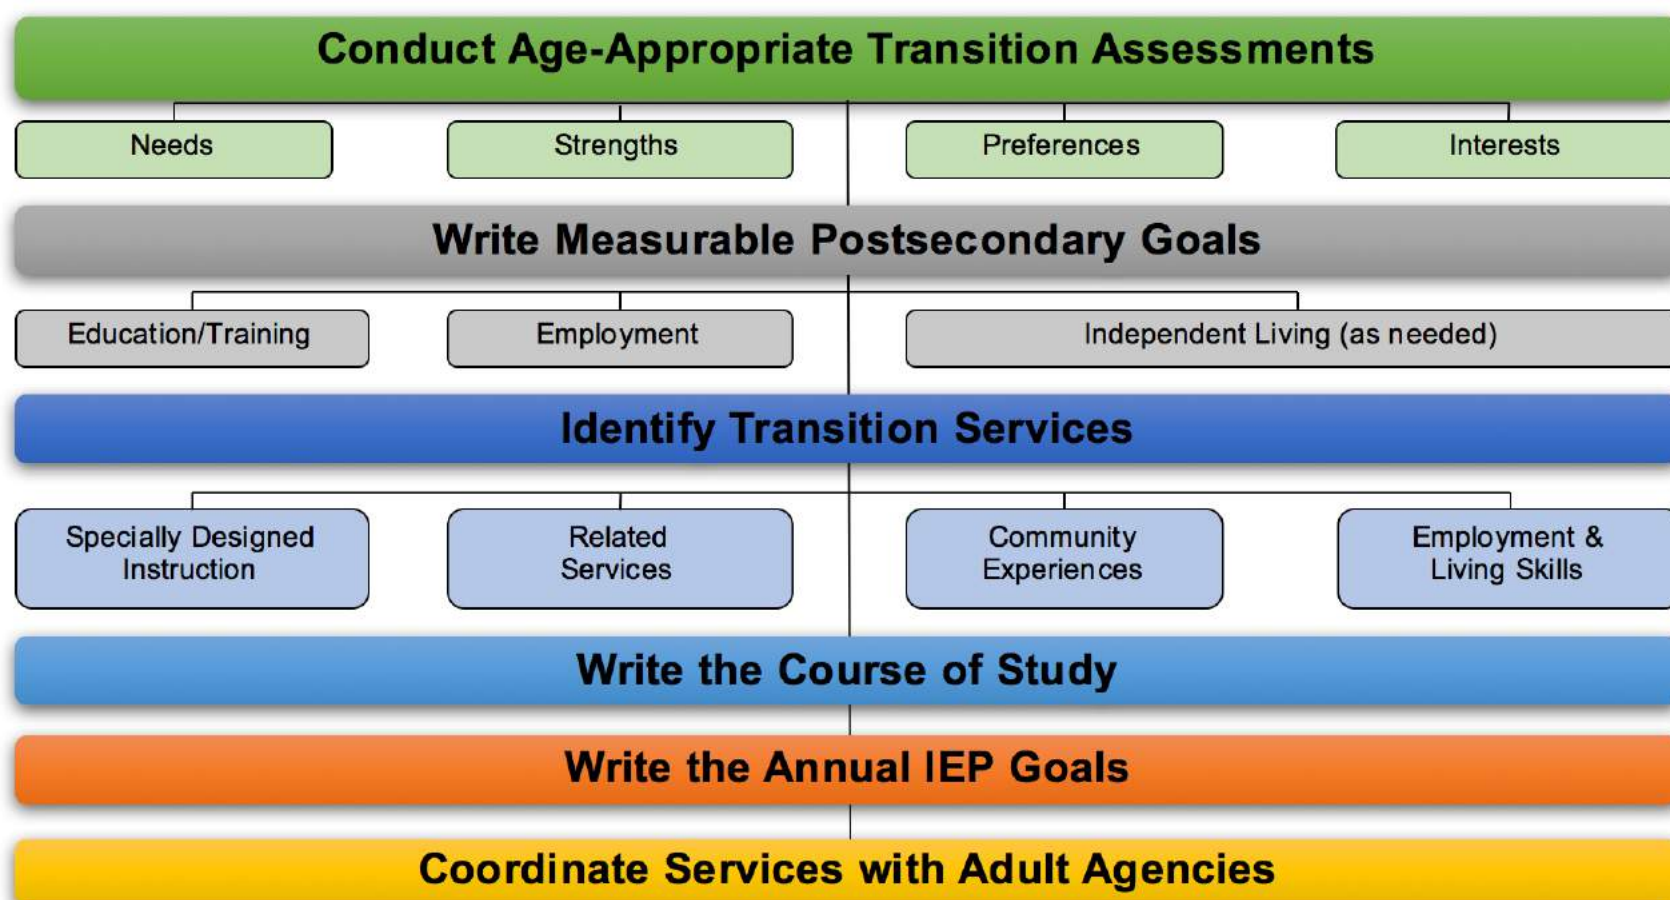 Conduct Age-Appropriate Transition Assessments
Needs
Strengths
Preferences
Interests
Write Measurable Postsecondary Goals
Education/Training
Employment
Independent Living (as needed)
Identify Transition Services
Specially Designed
Instruction
Related
Services
Community
Experiences
Employment &
Living Skills
Write the Course of Study
Write the Annual IEP Goals
Coordinate Services with Adult Agencies